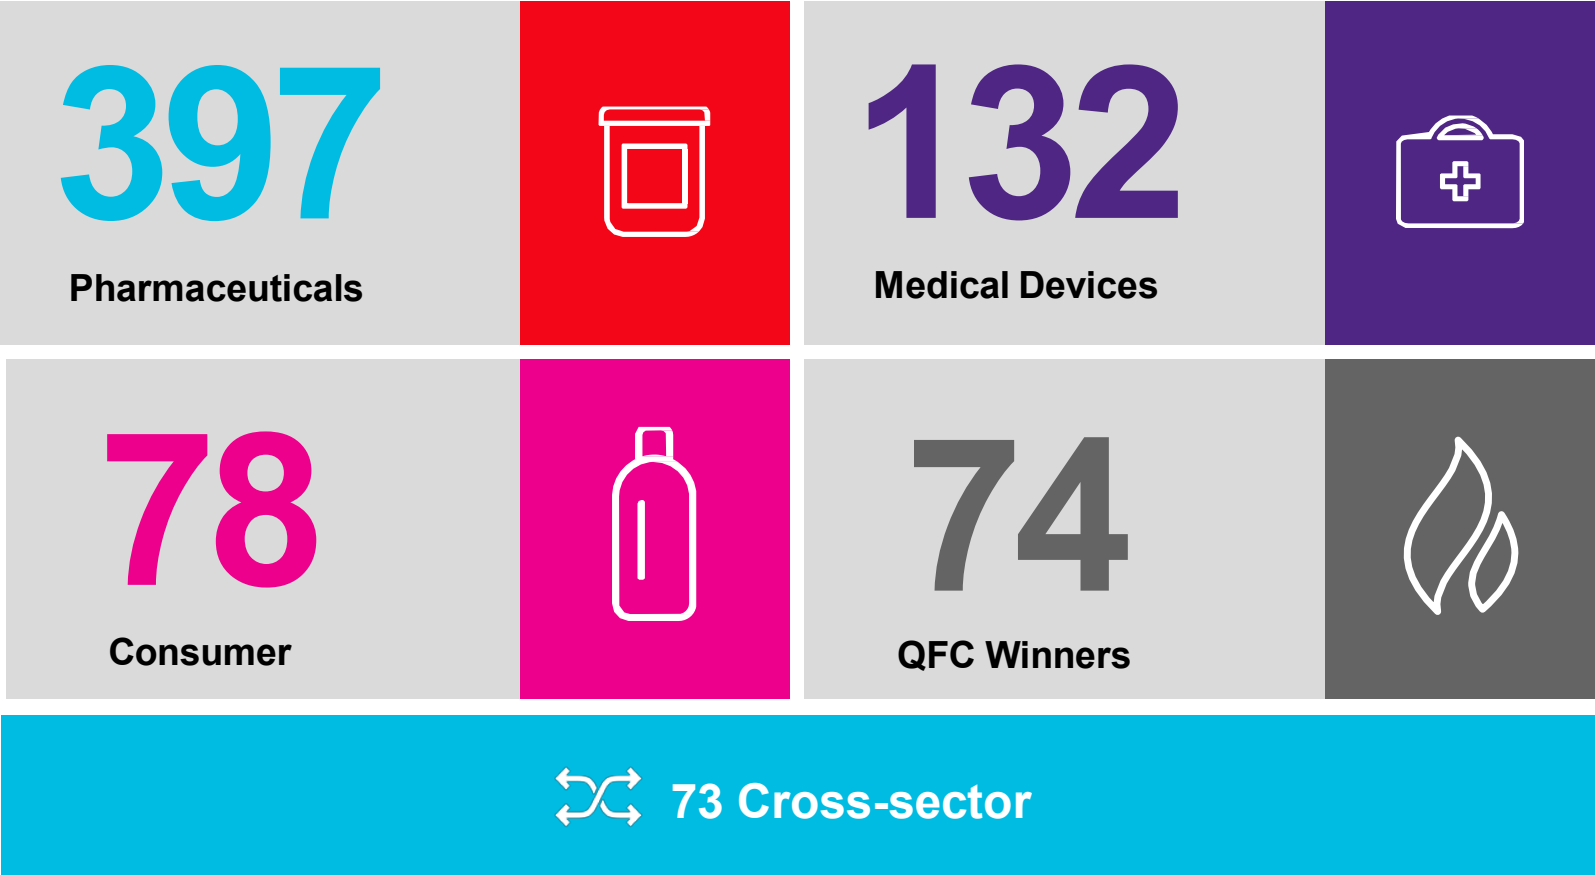 397
Pharmaceuticals
132
Medical Devices
78
Consumer
74
QFC Winners
73 Cross-sector